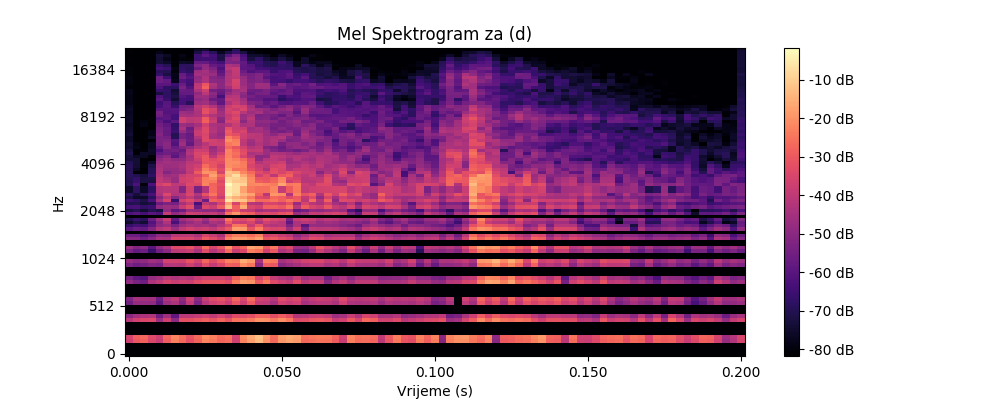 Mel Spektrogram za (d)
Hz
16384
8192
4096
2048
1024
512
0
0.000 0.050 0.100 0.150 0.200
Vrijeme (s)
-10 dB
-20 dB
-30 dB
-40 dB
-50 dB
-60 dB
-70 dB
-80 dB